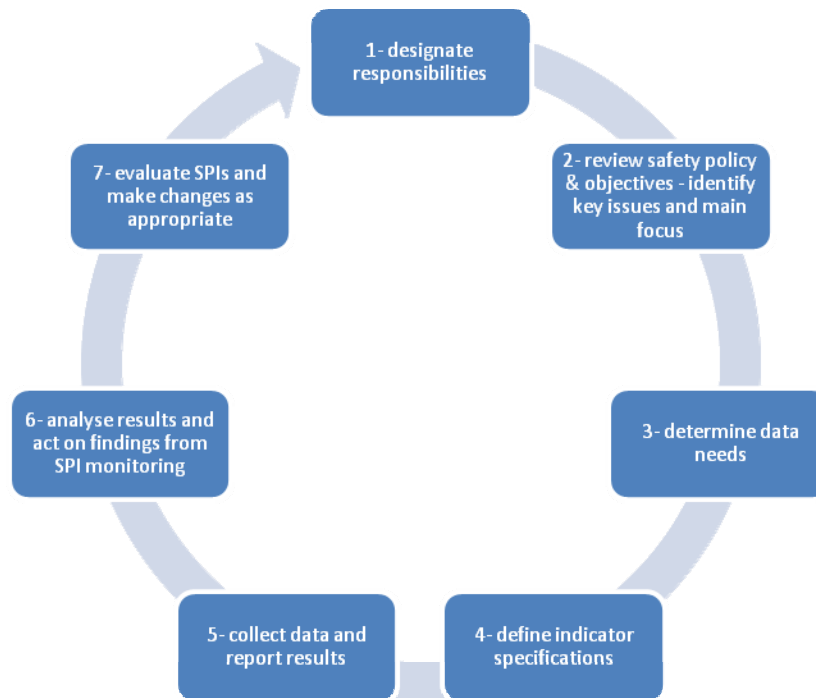 1- designate
responsibilities
2- review safety policy
& objectives - identify
key issues and main
focus
3- determine data
needs
4- define indicator
specifications
5- collect data and
report results
6- analyse results and
act on findings from
SPI monitoring
7- evaluate SPIs and
make changes as
appropriate